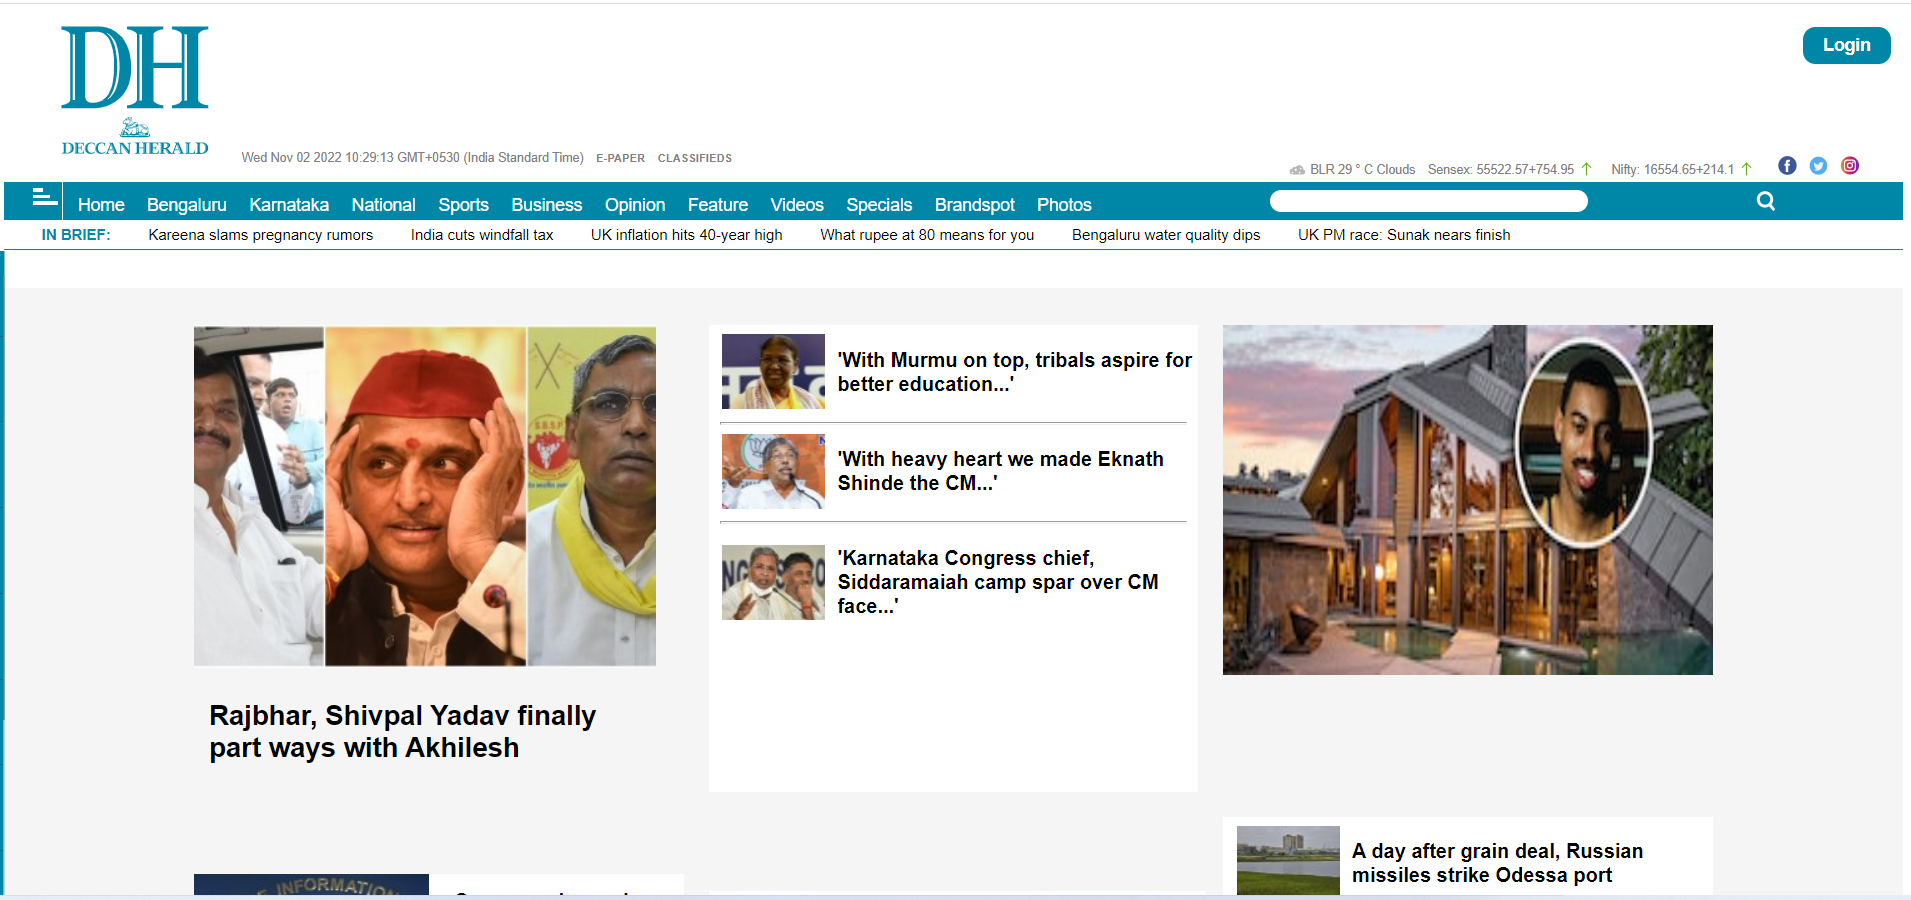 DH
DECCAN HERALD
Login
Wed Nov 02 2022 10:29:13 GMT+0530 (India Standard Time) E-PAPER CLASSIFIEDS
BLR 29 ° C Clouds Sensex: 55522.57+754.95 ↑ Nifty: 16554.65+214.1 ↑
Home Bengaluru Karnataka National Sports Business Opinion Feature Videos Specials Brandspot Photos
IN BRIEF: Kareena slams pregnancy rumors India cuts windfall tax UK inflation hits 40-year high What rupee at 80 means for you Bengaluru water quality dips UK PM race: Sunak nears finish
S.B.S.P
Rajbhar, Shivpal Yadav finally
part ways with Akhilesh
'With Murmu on top, tribals aspire for
better education...'
'With heavy heart we made Eknath
Shinde the CM...'
'Karnataka Congress chief,
Siddaramaiah camp spar over CM
face...'
A day after grain deal, Russian
missiles strike Odessa port
INFORMATION